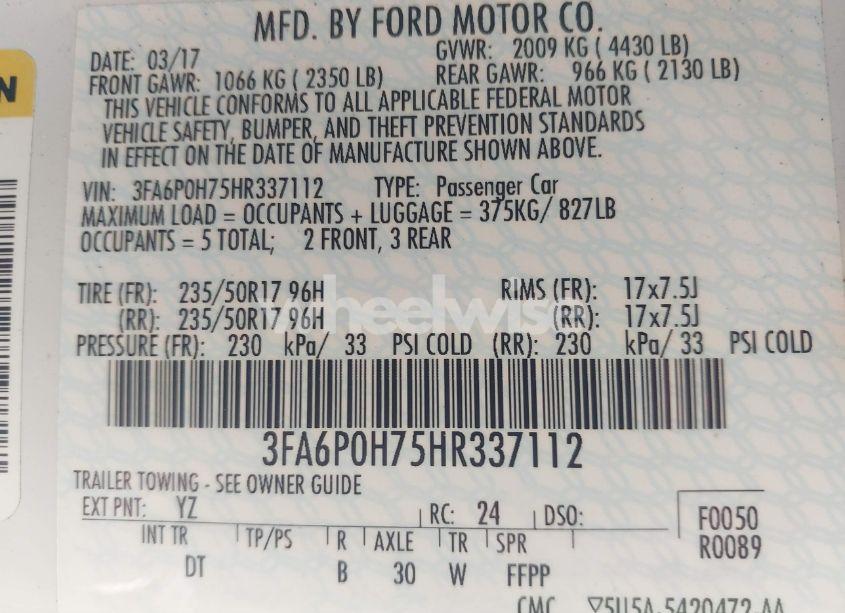 MFD. BY FORD MOTOR CO.
DATE: 03/17 GVWR: 2009 KG ( 4430 LB)
FRONT GAWR: 1066 KG ( 2350 LB) REAR GAWR: 966 KG ( 2130 LB)
THIS VEHICLE CONFORMS TO ALL APPLICABLE FEDERAL MOTOR
VEHICLE SAFETY, BUMPER, AND THEFT PREVENTION STANDARDS
IN EFFECT ON THE DATE OF MANUFACTURE SHOWN ABOVE.
VIN: 3FA6P0H75HR337112 TYPE: Passenger Car
MAXIMUM LOAD = OCCUPANTS + LUGGAGE = 375KG/ 827LB
OCCUPANTS = 5 TOTAL; 2 FRONT, 3 REAR
TIRE (FR): 235/50R17 96H RIMS (FR): 17x7.5J
(RR): 235/50R17 96H (RR): 17x7.5J
wheelwise
PRESSURE (FR): 230 kPa/ 33 PSI COLD (RR): 230 kPa/ 33 PSI COLD
3FA6P0H75HR337112
TRAILER TOWING - SEE OWNER GUIDE
EXT PNT: YZ RC: 24 DSO: F0050
INT TR TP/PS R AXLE TR SPR R0089
DT B 30 W FFPP
CMC ▽5U5A-5420472-AA
N